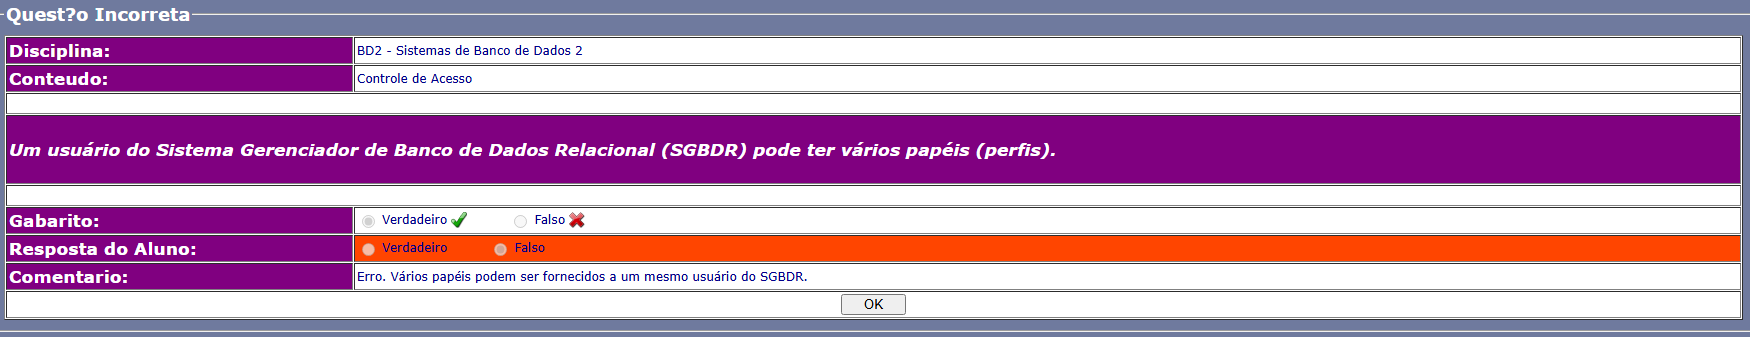 Quest?o Incorreta
Disciplina: BD2 - Sistemas de Banco de Dados 2
Conteudo: Controle de Acesso
Um usuário do Sistema Gerenciador de Banco de Dados Relacional (SGBDR) pode ter vários papéis (perfis).
Gabarito: Verdadeiro Falso
Resposta do Aluno: Verdadeiro Falso
Comentario: Erro. Vários papéis podem ser fornecidos a um mesmo usuário do SGBDR.
OK